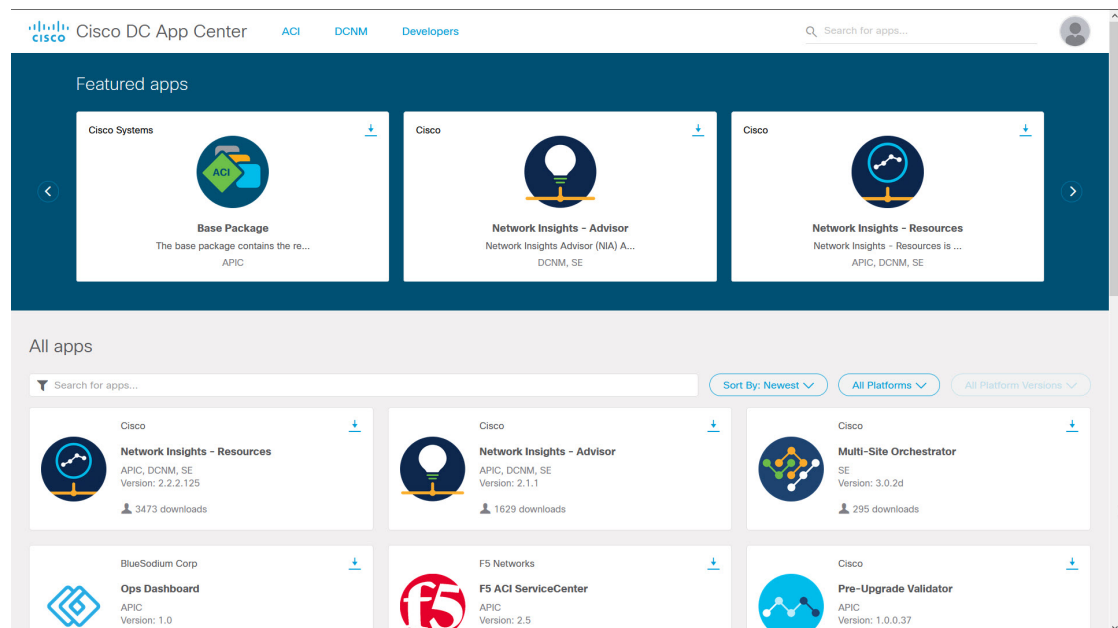 CISCO
Cisco DC App Center
ACI
DCNM
Developers
Search for apps...
Featured apps
Cisco Systems
ACI
Base Package
The base package contains the re...
APIC
Cisco
Network Insights - Advisor
Network Insights Advisor (NIA) A...
DCNM, SE
Cisco
Network Insights - Resources
Network Insights - Resources is ...
APIC, DCNM, SE
All apps
Search for apps...
Sort By: Newest
All Platforms
All Platform Versions
Cisco
Network Insights - Resources
APIC, DCNM, SE
Version: 2.2.2.125
3473 downloads
Cisco
Network Insights - Advisor
APIC, DCNM, SE
Version: 2.1.1
1629 downloads
Cisco
Multi-Site Orchestrator
SE
Version: 3.0.2d
295 downloads
BlueSodium Corp
Ops Dashboard
APIC
Version: 1.0
F5 Networks
f5
F5 ACI ServiceCenter
APIC
Version: 2.5
Cisco
Pre-Upgrade Validator
APIC
Version: 1.0.0.37